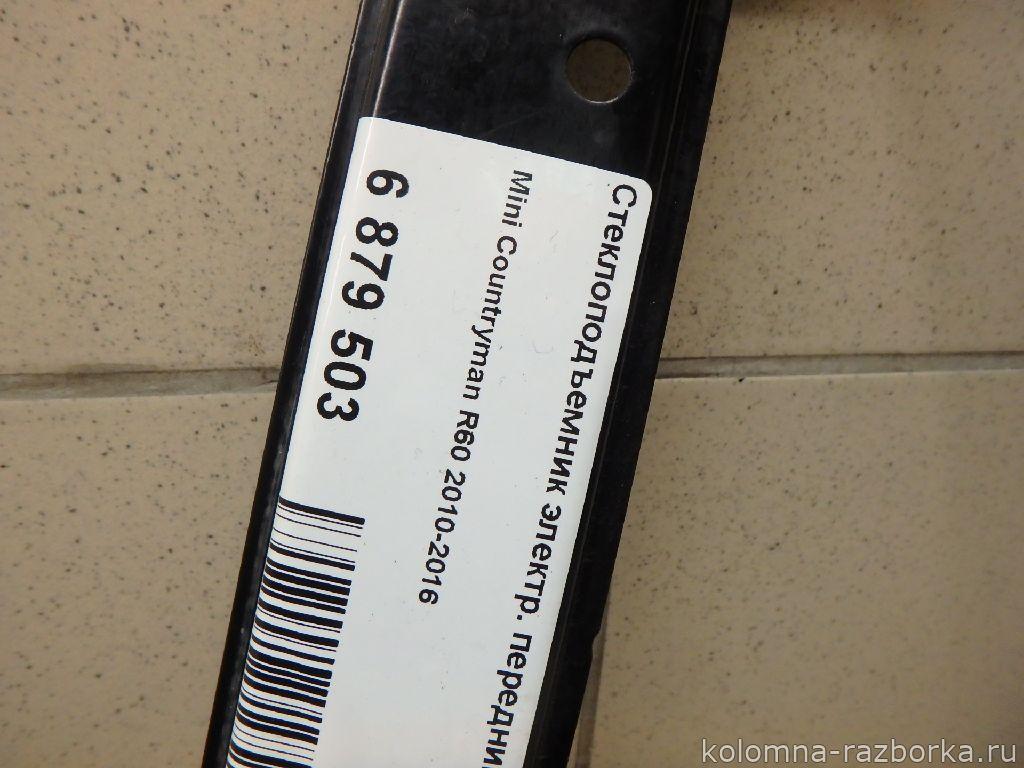 Стеклоподъемник электр. передни
Mini Countryman R60 2010-2016
6 879 503
kolomna-razborka.ru